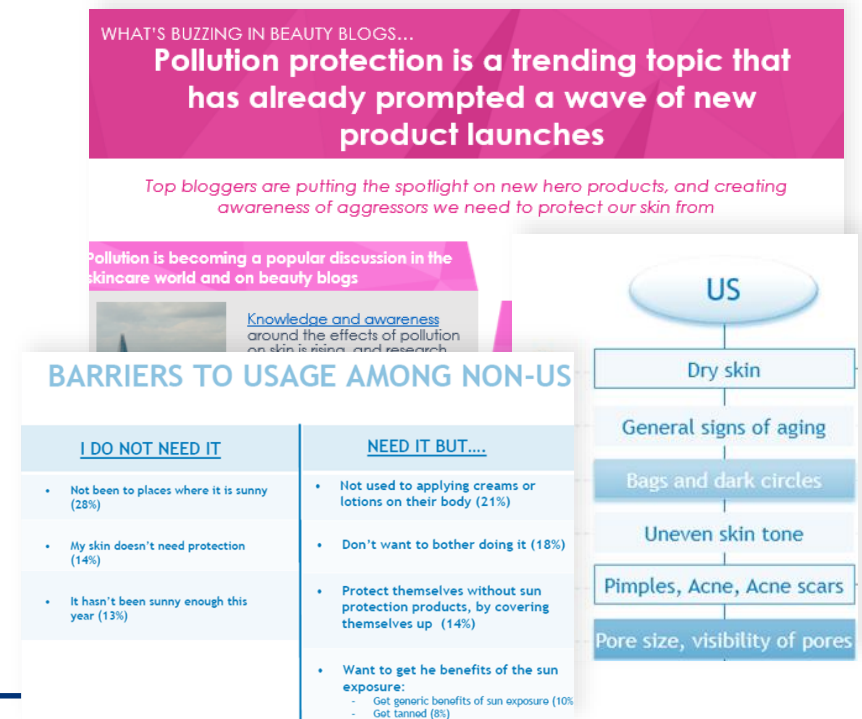 WHAT'S BUZZING IN BEAUTY BLOGS...
Pollution protection is a trending topic that
has already prompted a wave of new
product launches
Top bloggers are putting the spotlight on new hero products, and creating
awareness of aggressors we need to protect our skin from
Pollution is becoming a popular discussion in the
skincare world and on beauty blogs
Knowledge and awareness
around the effects of pollution
on skin is rising, and research
BARRIERS TO USAGE AMONG NON-US
I DO NOT NEED IT
• Not been to places where it is sunny
(28%)
• My skin doesn't need protection
(14%)
• It hasn't been sunny enough this
year (13%)
NEED IT BUT....
• Not used to applying creams or
lotions on their body (21%)
• Don't want to bother doing it (18%)
• Protect themselves without sun
protection products, by covering
themselves up (14%)
• Want to get he benefits of the sun
exposure:
- Get generic benefits of sun exposure (10%
- Get tanned (8%)
US
Dry skin
General signs of aging
Bags and dark circles
Uneven skin tone
Pimples, Acne, Acne scars
Pore size, visibility of pores